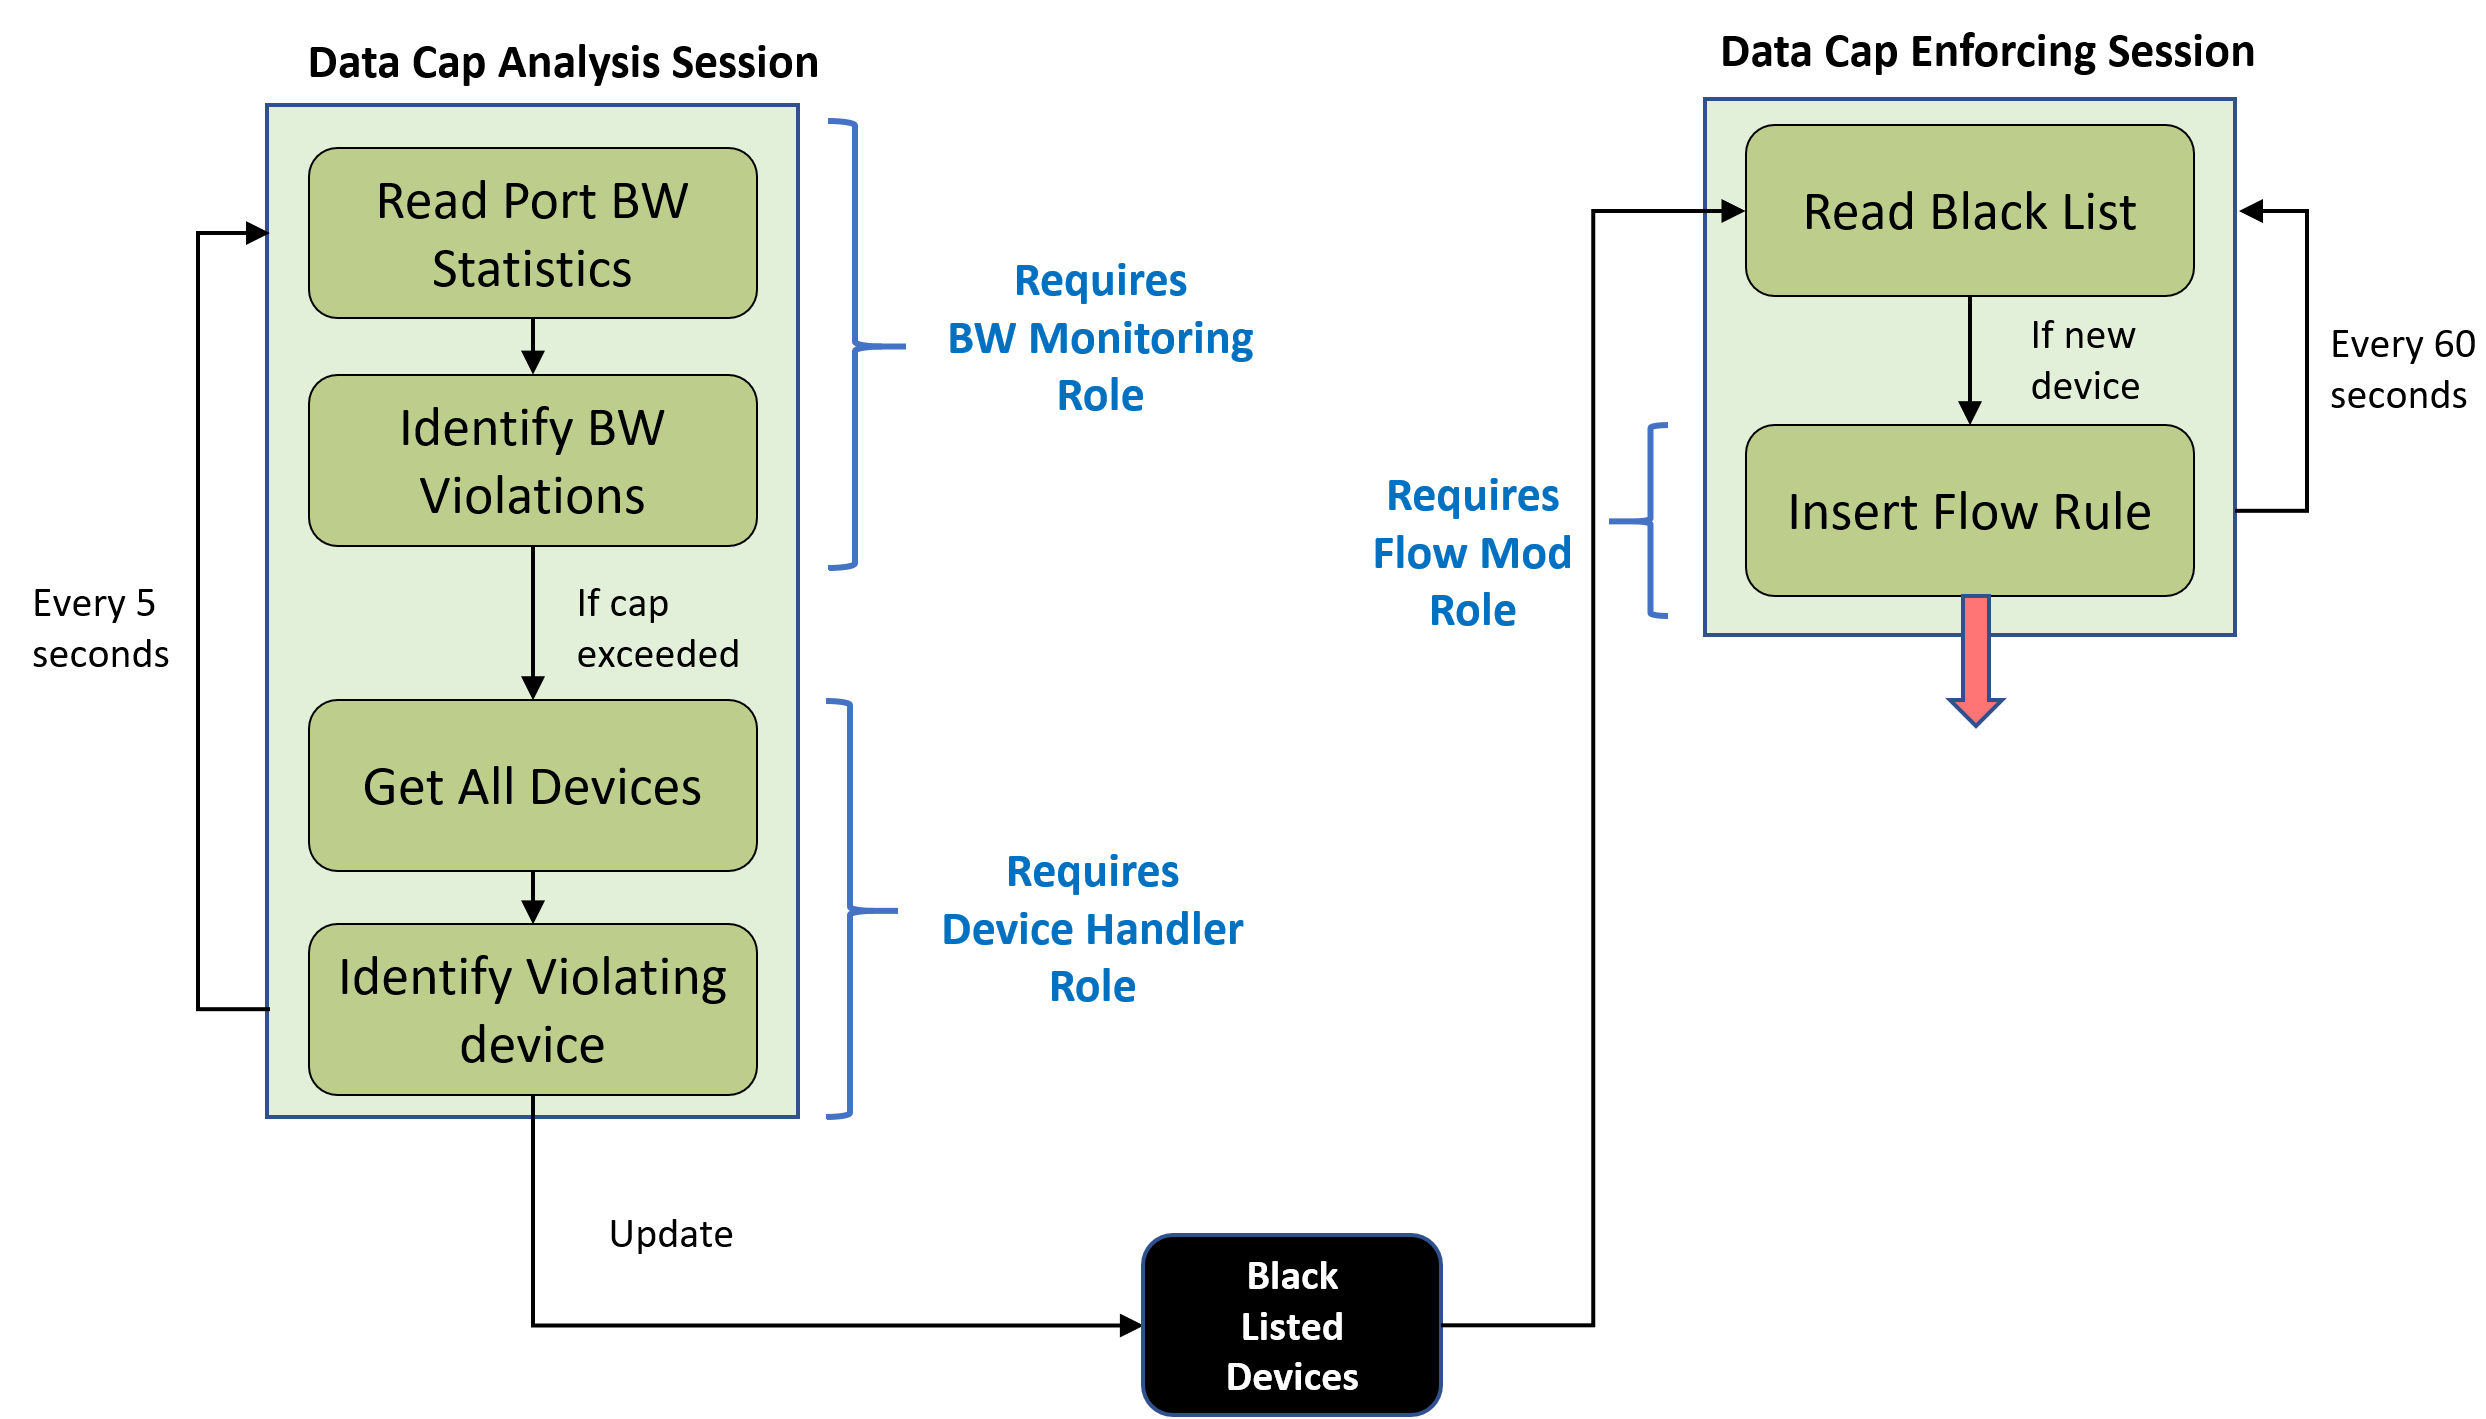 Data Cap Analysis Session
Read Port BW
Statistics
Identify BW
Violations
If cap
exceeded
Get All Devices
Identify Violating
device
Every 5
seconds
Requires
BW Monitoring
Role
Requires
Device Handler
Role
Update
Black
Listed
Devices
Data Cap Enforcing Session
Read Black List
If new
device
Insert Flow Rule
Every 60
seconds
Requires
Flow Mod
Role